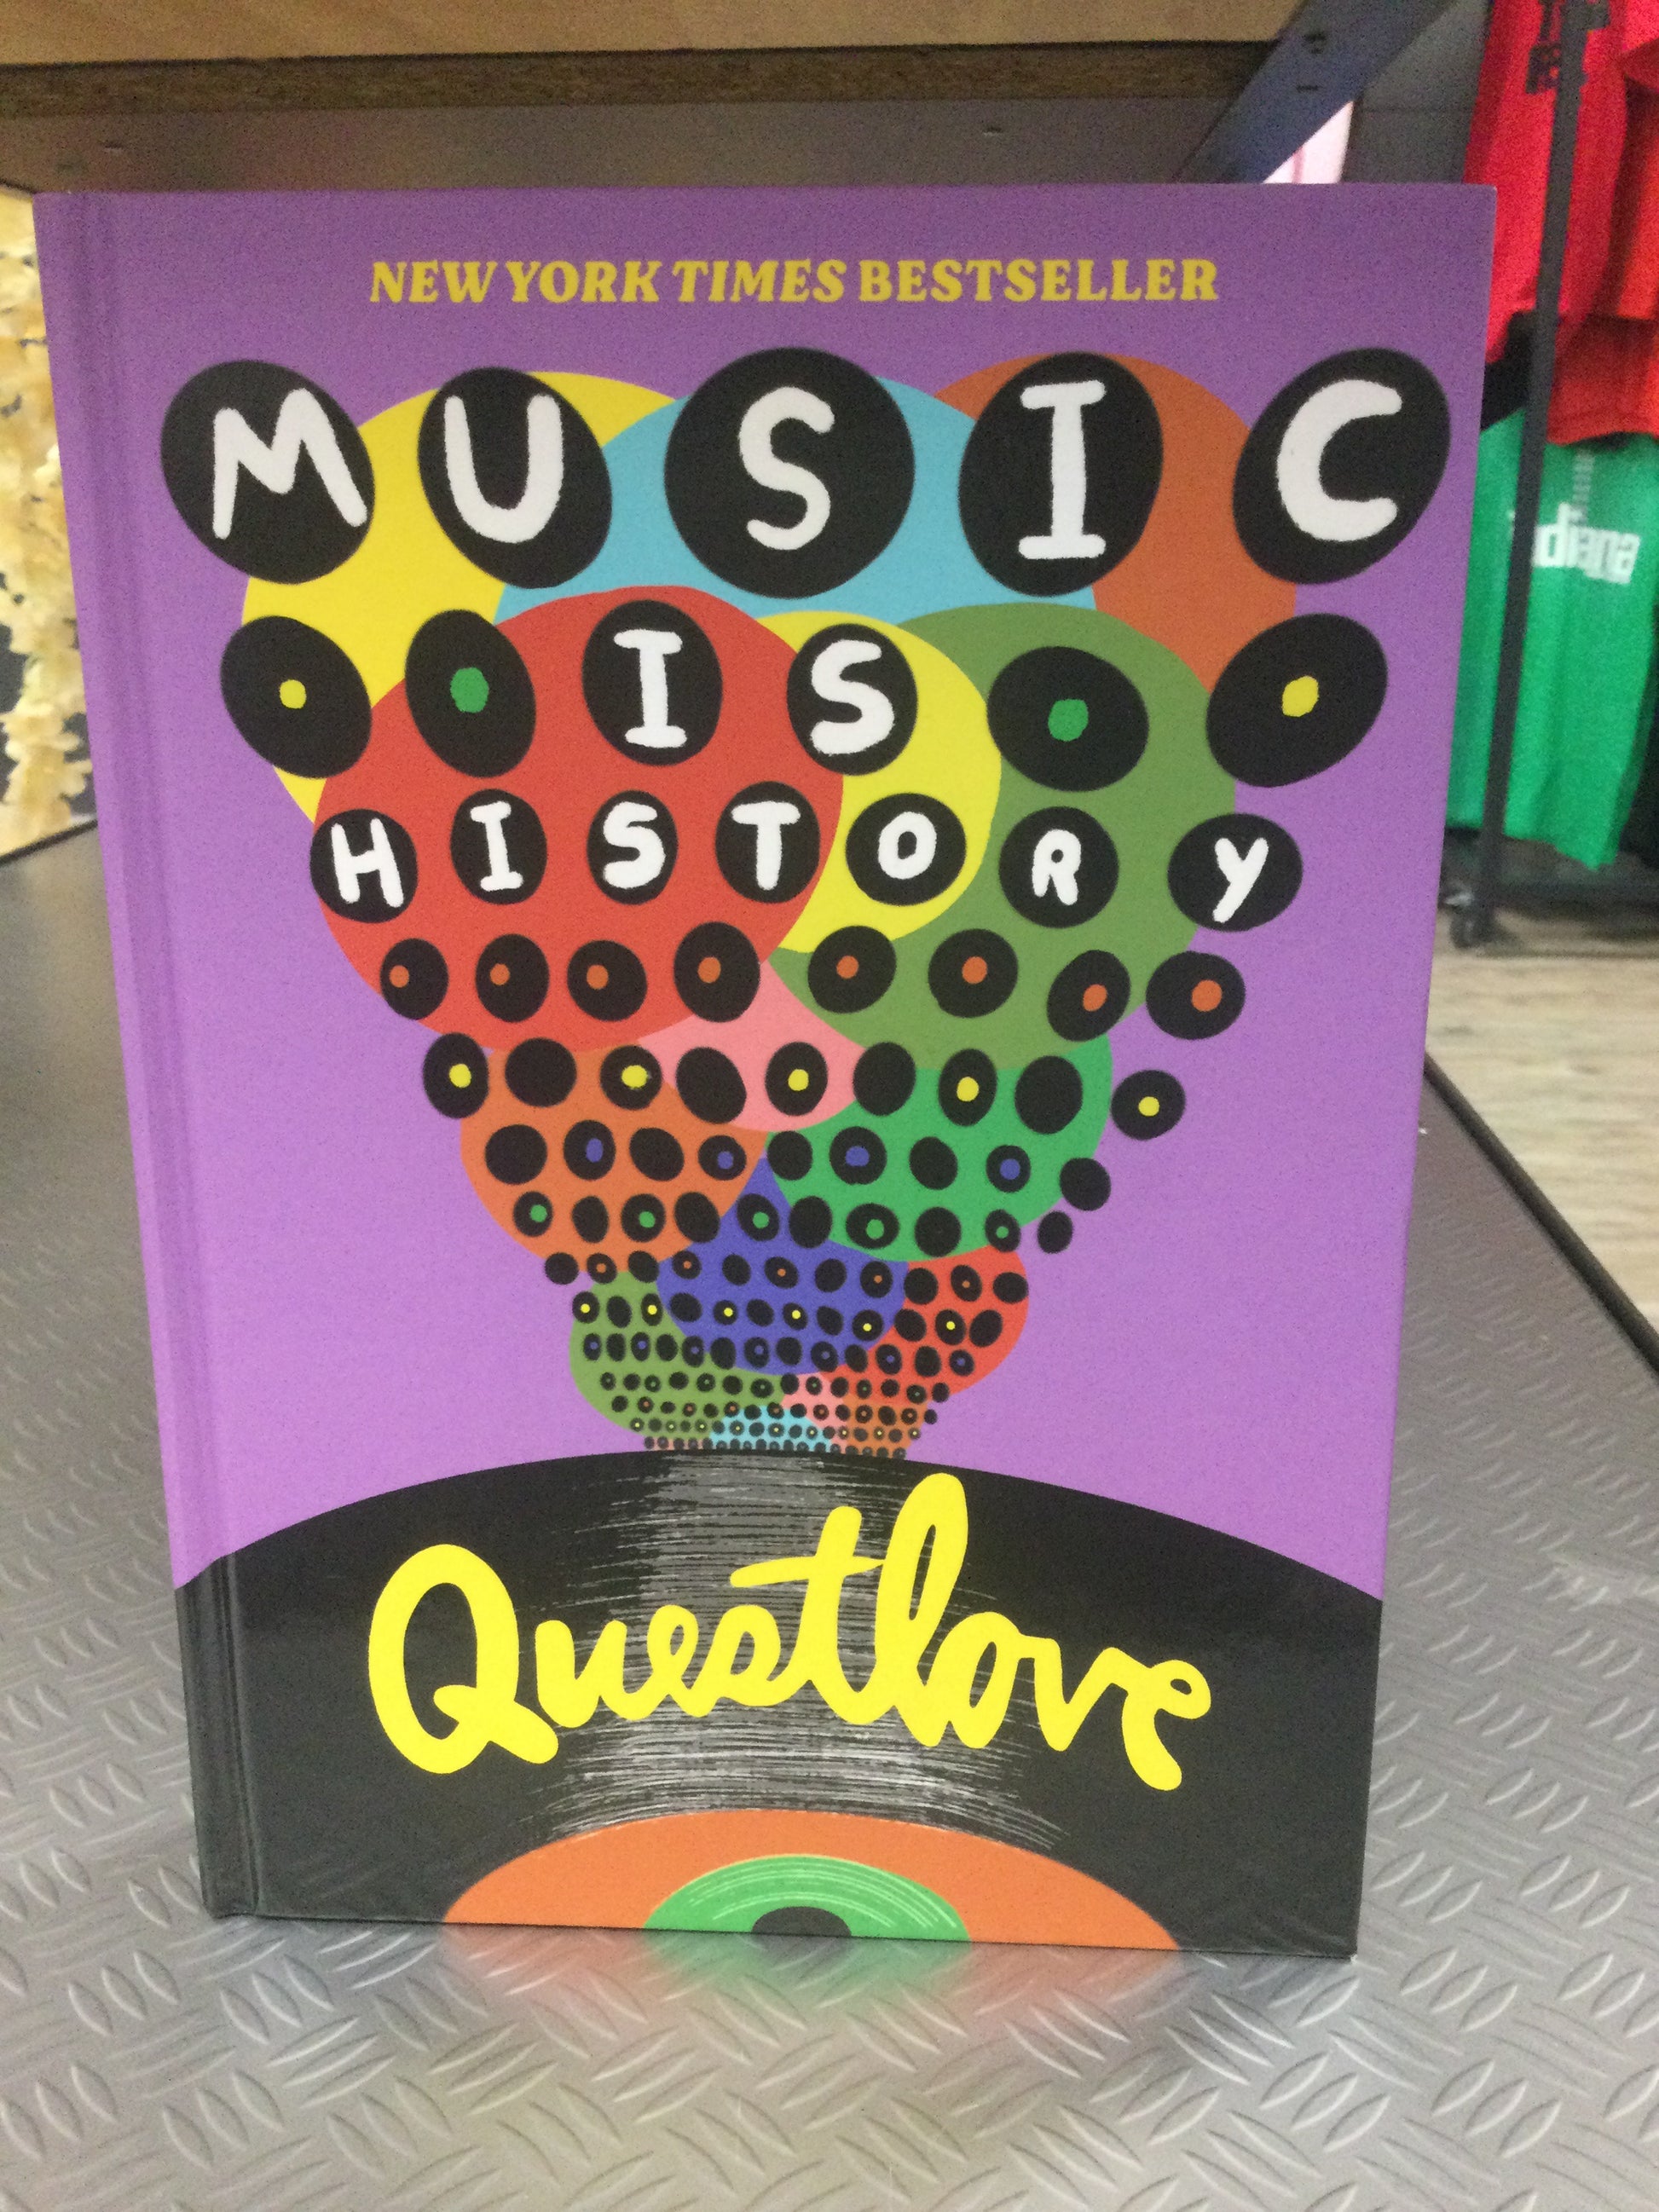 NEW YORK TIMES BESTSELLER
MUSIC
IS
HISTORY
Questlove